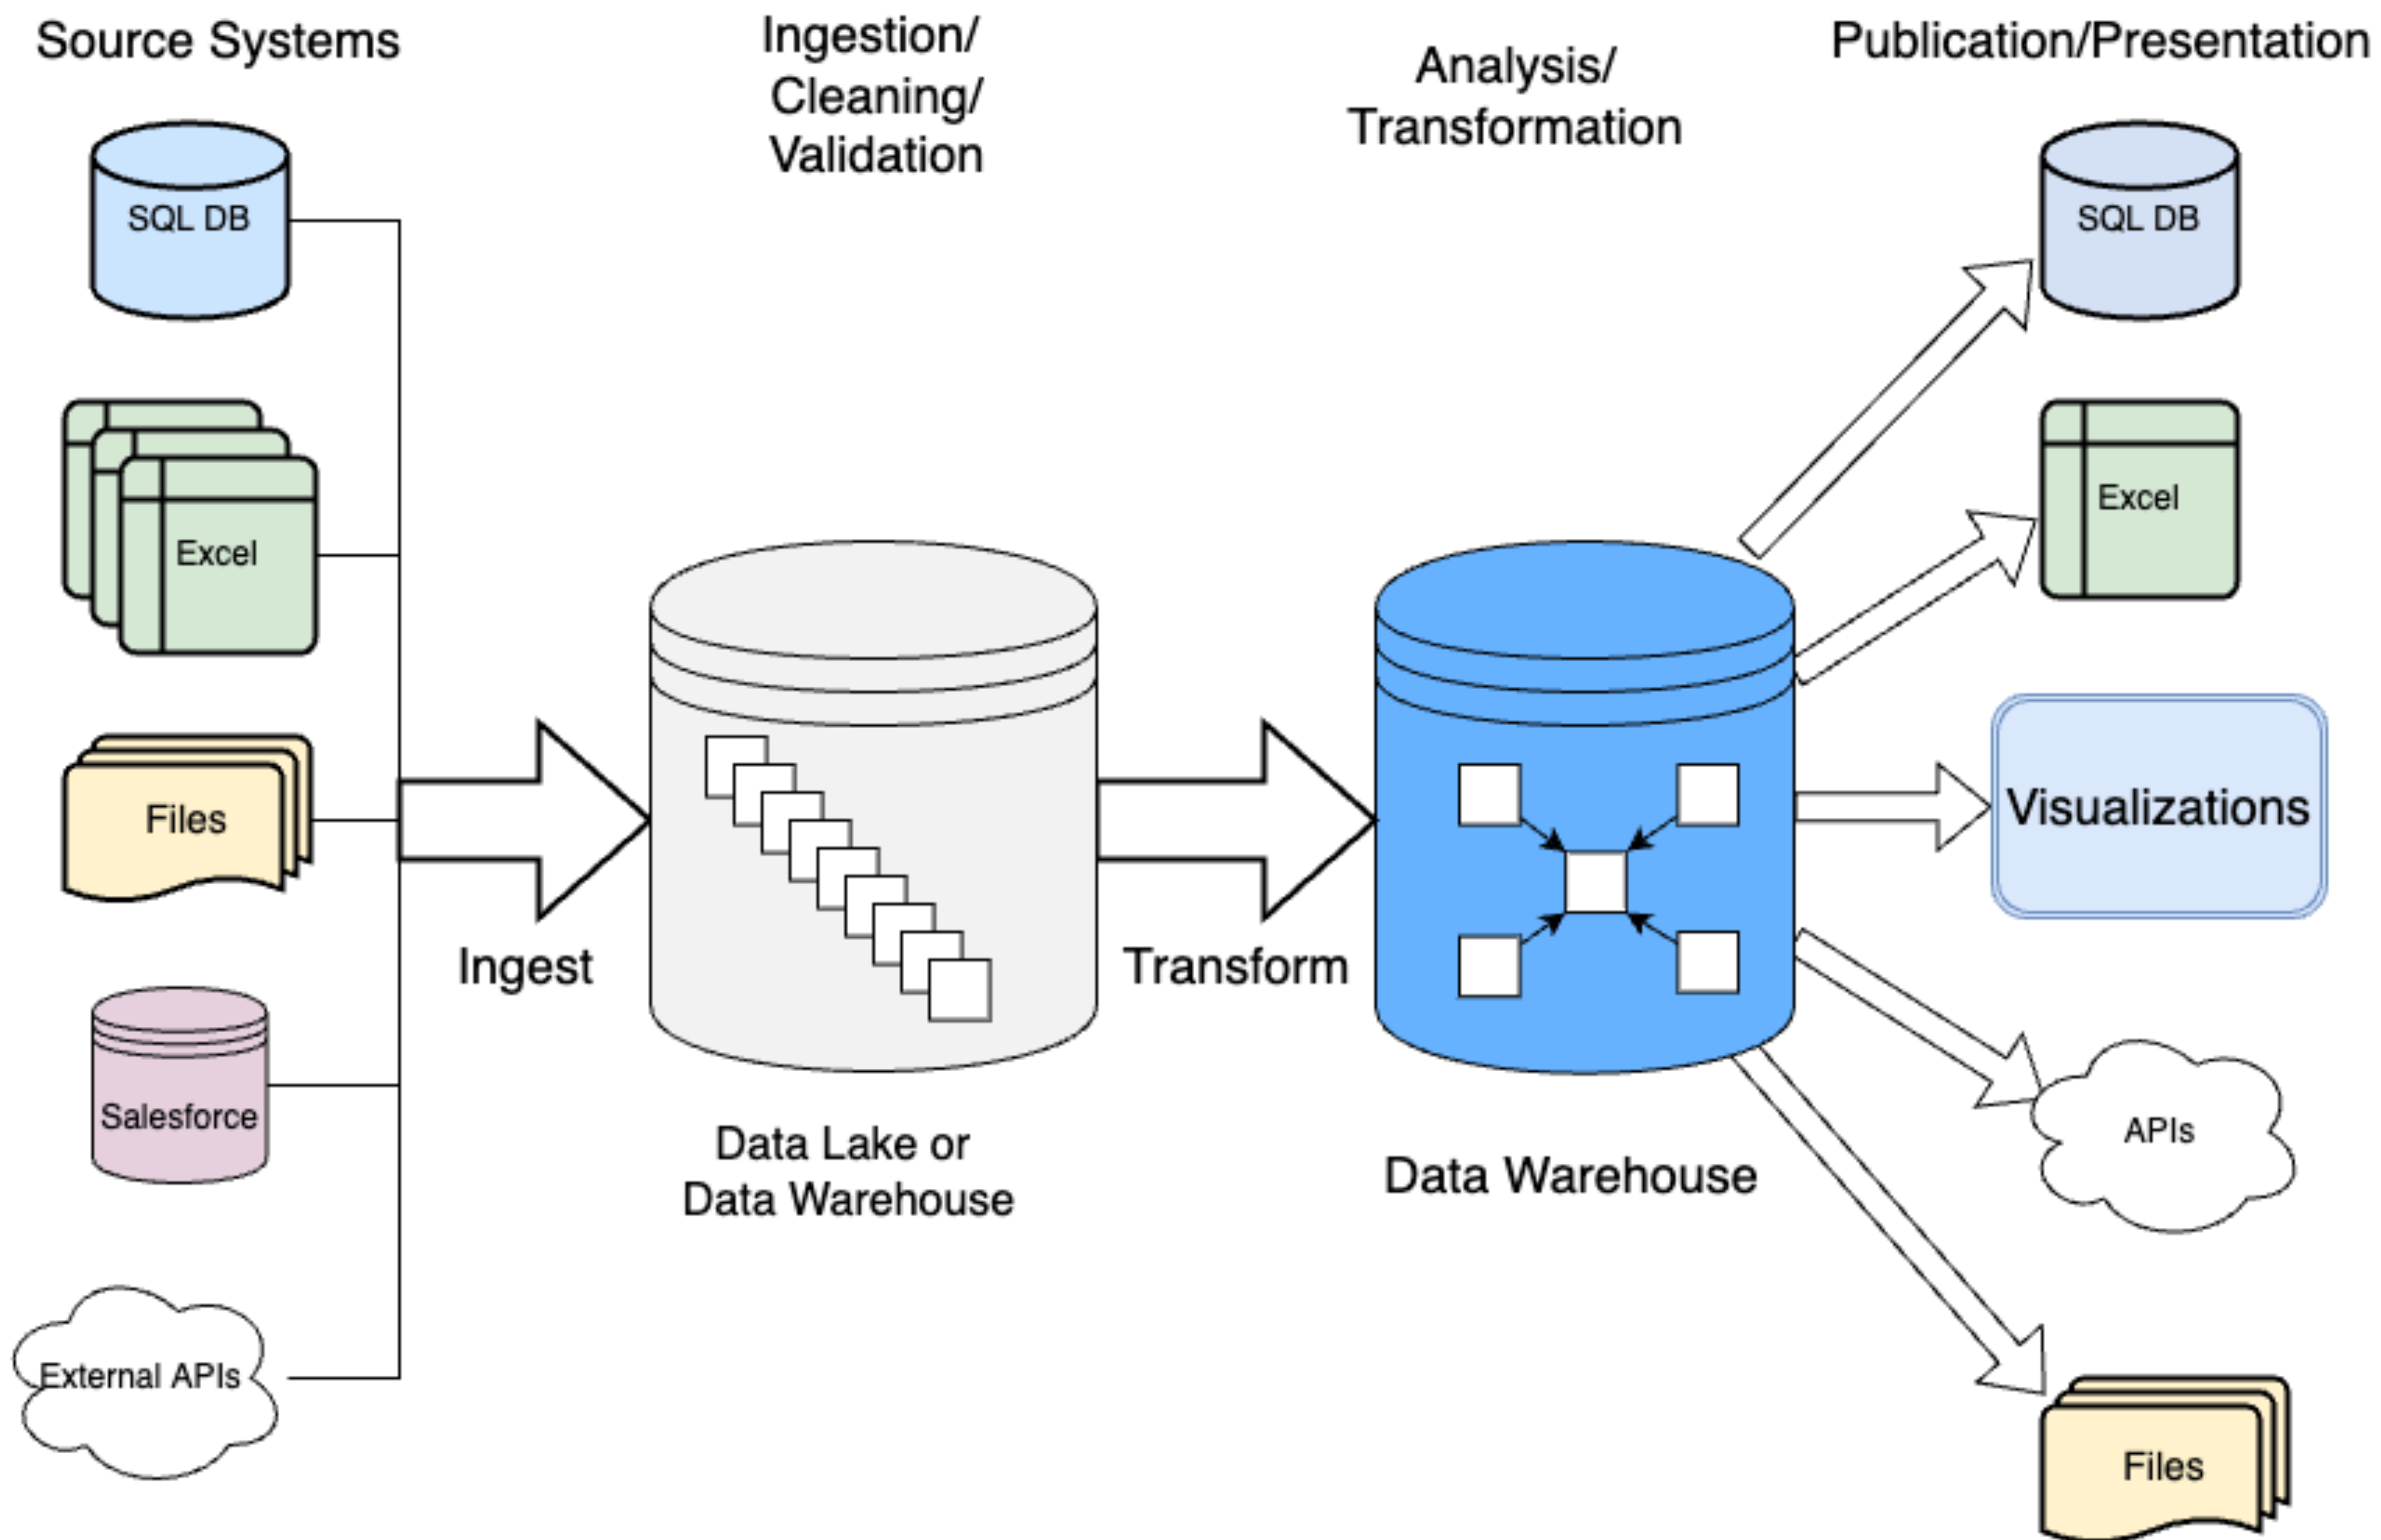 Source Systems
Ingestion/
Cleaning/
Validation
Analysis/
Transformation
Publication/Presentation
SQL DB
Excel
Files
Salesforce
External APIs
Ingest
Data Lake or
Data Warehouse
Transform
Data Warehouse
SQL DB
Excel
Visualizations
APIs
Files